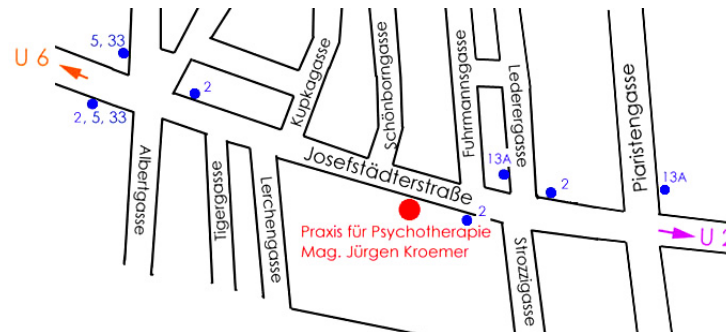 5, 33
U 6
2
2, 5, 33
Kupkagasse
Schönborngasse
Fuhrmannsgasse
Lederergasse
Piaristengasse
Albertgasse
Tigergasse
Lerchengasse
Josefstädterstraße
13A
2
13A
2
Praxis für Psychotherapie
Mag. Jürgen Kroemer
Strozzigasse
U 2